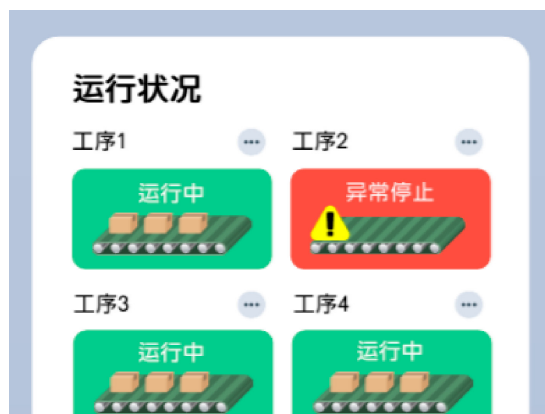 运行状况
工序1 ... 工序2 ...
运行中 异常停止
!
工序3 ... 工序4 ...
运行中 运行中